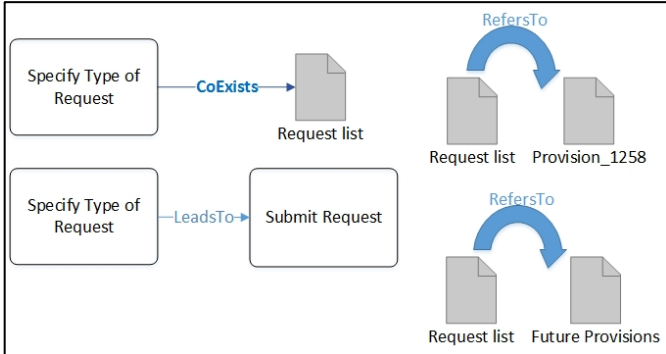 RefersTo
Specify Type of
Request
CoExists
Request list
Request list
Provision_1258
Specify Type of
Request
LeadsTo
Submit Request
RefersTo
Request list
Future Provisions